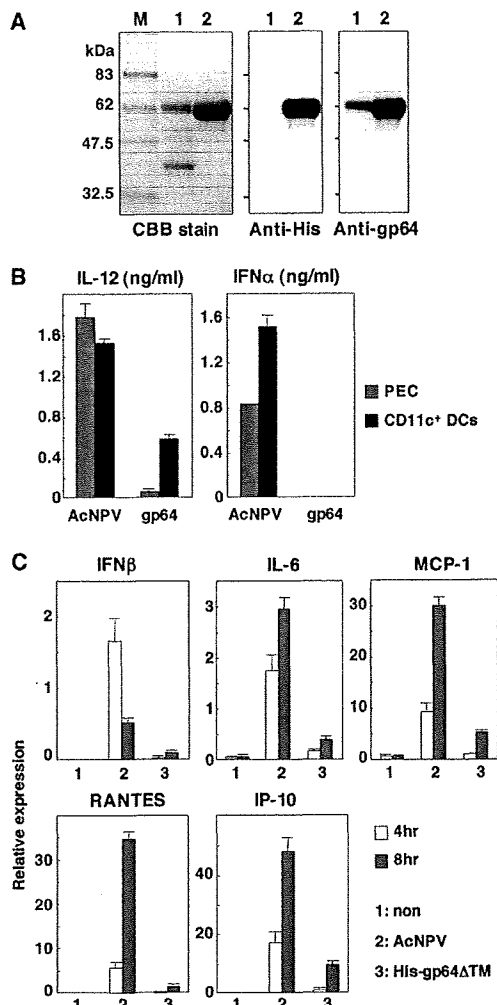 A
M 1 2 1 2 1 2
kDa
83
62
47.5
32.5
CBB stain Anti-His Anti-gp64
B
IL-12 (ng/ml) IFNα (ng/ml)
1.6 1.6
1.2 1.2
0.8 0.8
0.4 0.4
0 0
AcNPV gp64 AcNPV gp64
PEC
CD11c+ DCs
C
IFNβ IL-6 MCP-1
2 3 30
1 2 20
1 10
0 0 0
1 2 3 1 2 3 1 2 3
Relative expression
RANTES IP-10
30 40
20 20
10
0 0
1 2 3 1 2 3
4hr
8hr
1: non
2: AcNPV
3: His-gp64ΔTM